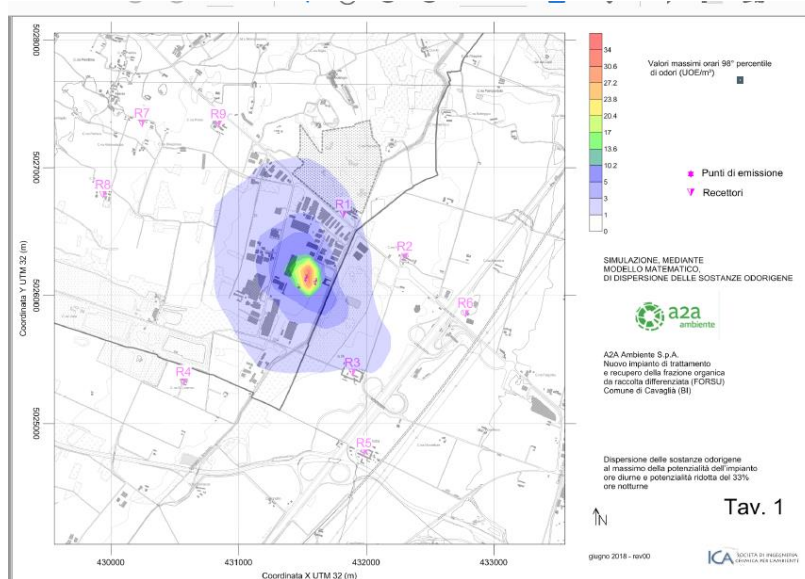 5028000
5027000
5026000
5025000
Coordinata Y UTM 32 (m)
430000
431000
432000
433000
Coordinata X UTM 32 (m)
R7
R9
R8
R1
R2
R6
R3
R4
R5
34
30.6
27.2
23.8
20.4
17
13.6
10.2
5
3
1
0
Valori massimi orari 98° percentile
di odori (UOE/m³)
Punti di emissione
Recettori
SIMULAZIONE, MEDIANTE
MODELLO MATEMATICO,
DI DISPERSIONE DELLE SOSTANZE ODORIGENE
a2a
ambiente
A2A Ambiente S.p.A.
Nuovo impianto di trattamento
e recupero della frazione organica
da raccolta differenziata (FORSU)
Comune di Cavaglià (BI)
Dispersione delle sostanze odorigene
al massimo della potenzialità dell'impianto
ore diurne e potenzialità ridotta del 33%
ore notturne
Tav. 1
N
giugno 2018 - rev00
ICA SOCIETÀ DI INGEGNERIA
CHIMICA PER L'AMBIENTE